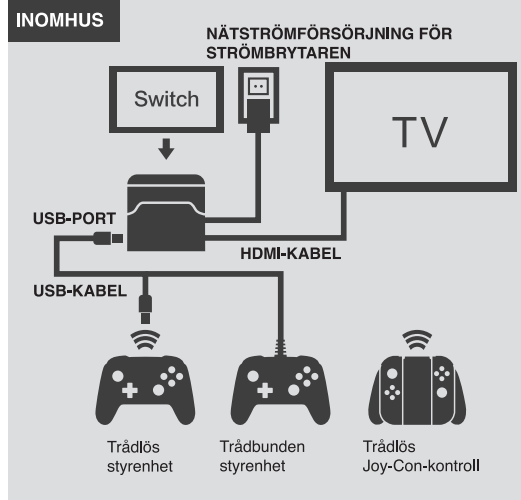 INOMHUS
NÄTSTRÖMFÖRSÖRJNING FÖR
STRÖMBRYTAREN
Switch
TV
USB-PORT
HDMI-KABEL
USB-KABEL
Trådlös
styrenhet
Trådbunden
styrenhet
Trådlös
Joy-Con-kontroll